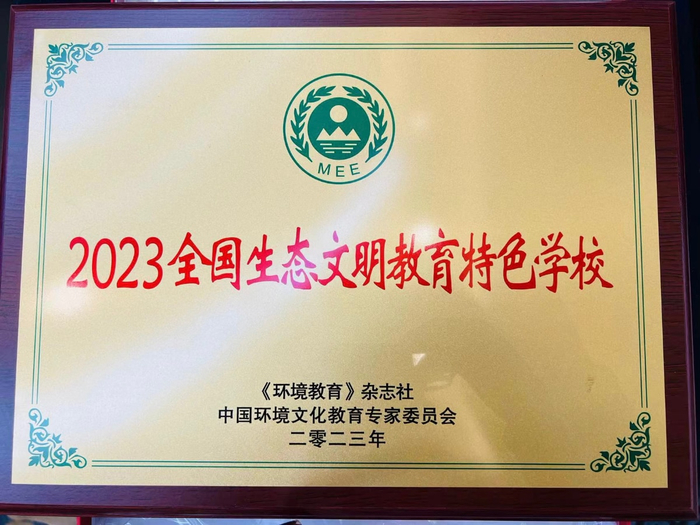 MEE
2023全国生态文明教育特色学校
《环境教育》杂志社
中国环境文化教育专家委员会
二零二三年